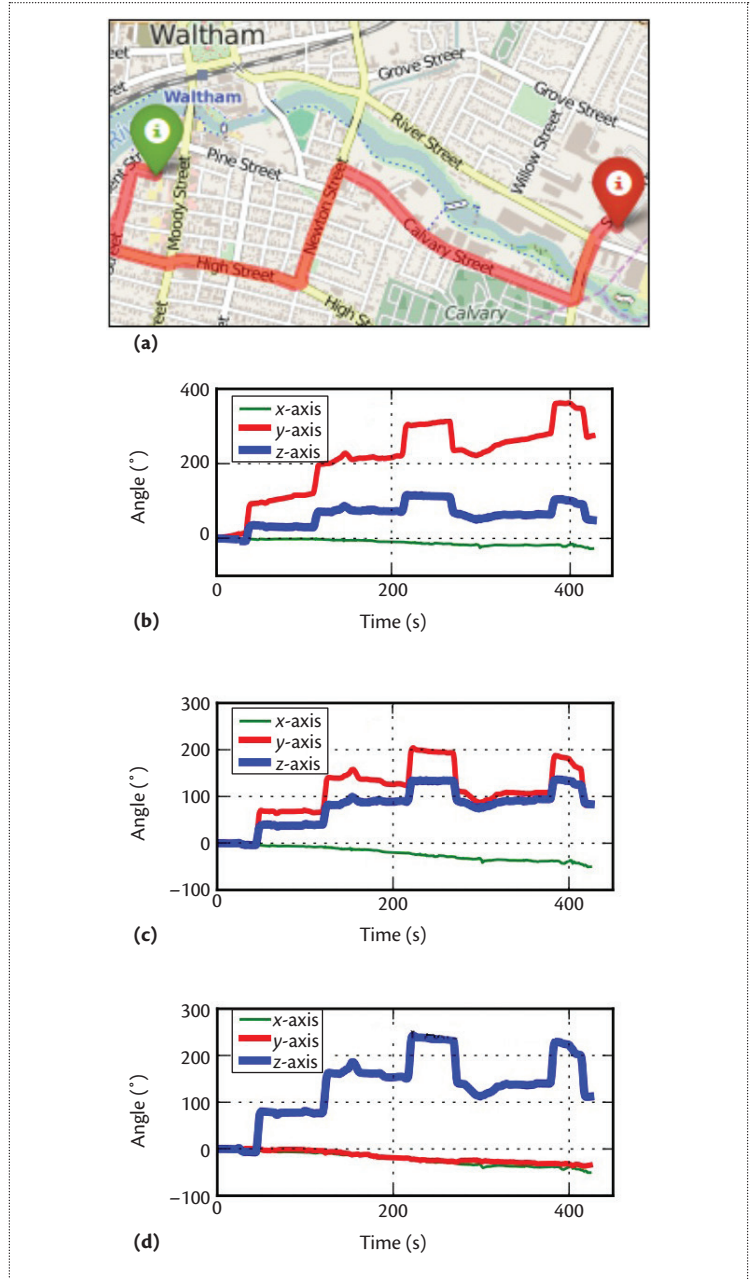 Waltham
Grove Street
Grove Street
Waltham
River Street
Willow Street
Pine Street
Moody Street
Newton Street
Calvary Street
High Street
High Street
Calvary
(a)
400
200
0
x-axis
y-axis
z-axis
Angle (°)
0
200
400
Time (s)
(b)
300
200
100
0
−100
x-axis
y-axis
z-axis
Angle (°)
0
200
400
Time (s)
(c)
300
200
100
0
−100
x-axis
y-axis
z-axis
Angle (°)
0
200
400
Time (s)
(d)